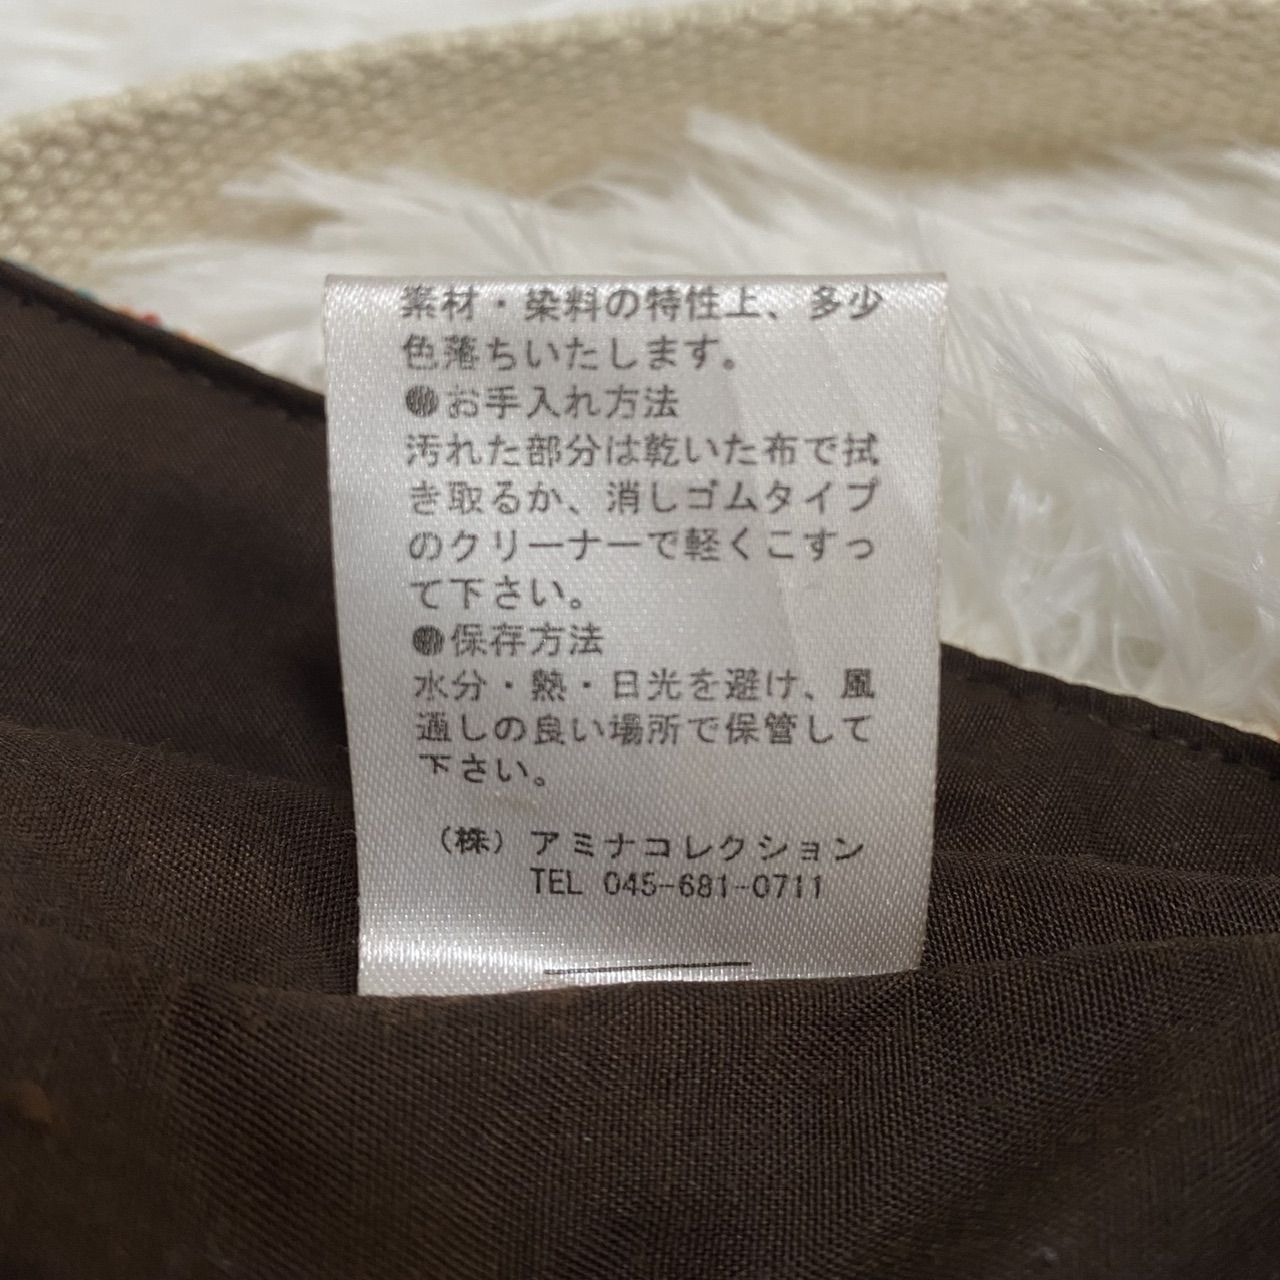 素材・染料の特性上、多少
色落ちいたします。
●お手入れ方法
汚れた部分は乾いた布で拭
き取るか、消しゴムタイプ
のクリーナーで軽くこすっ
て下さい。
●保存方法
水分・熱・日光を避け、風
通しの良い場所で保管して
下さい。
（株）アミナコレクション
TEL 045-681-0711